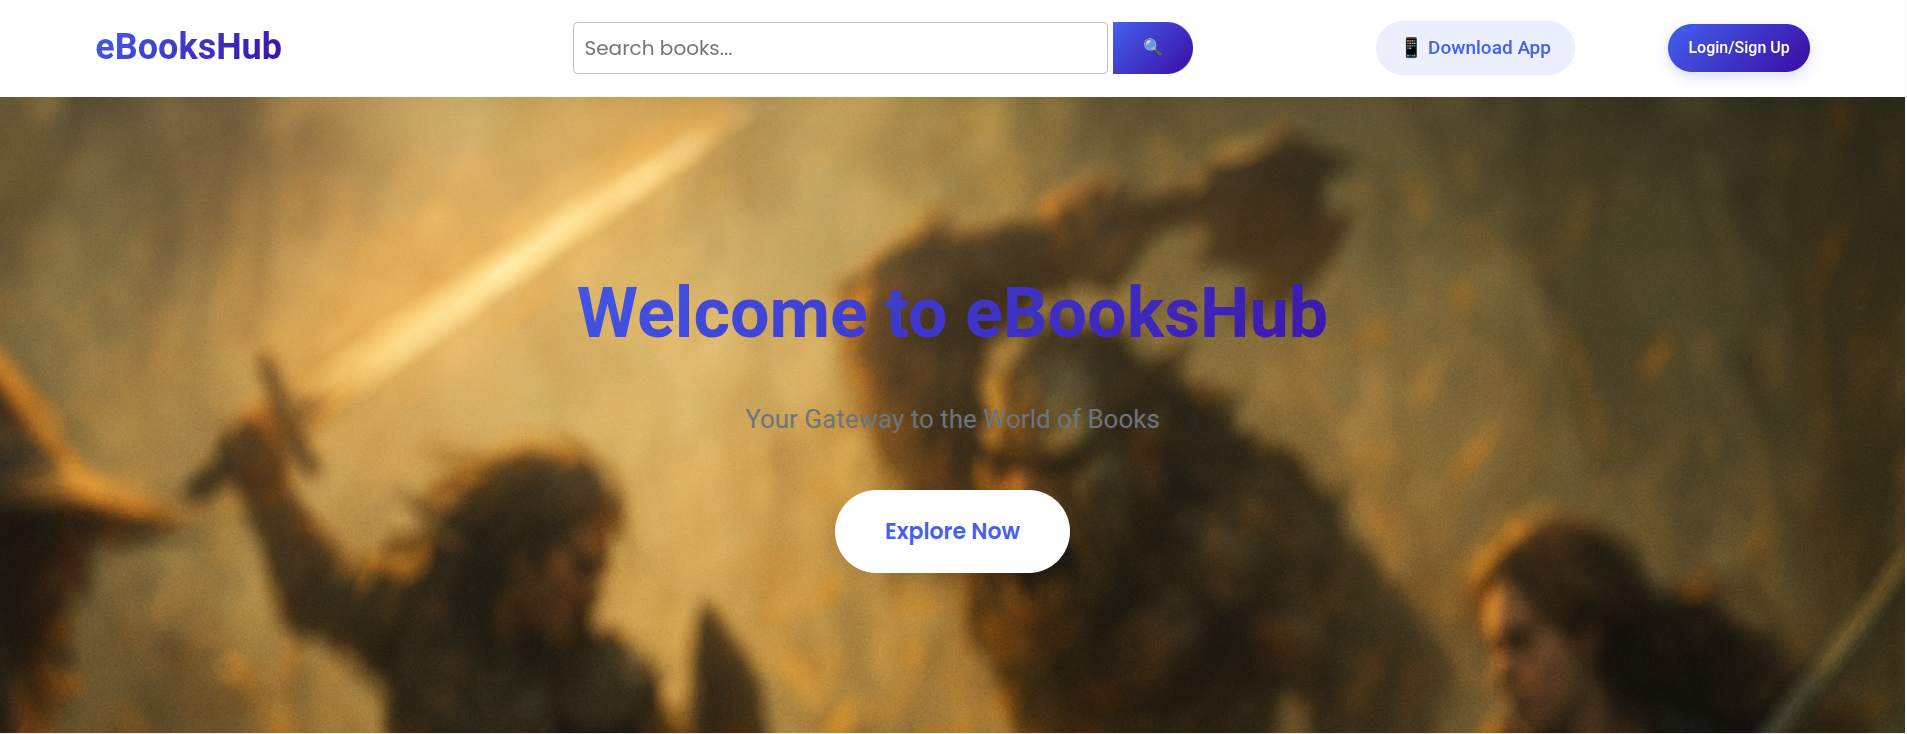 eBooksHub
Search books...
Download App
Login/Sign Up
Welcome to eBooksHub
Your Gateway to the World of Books
Explore Now